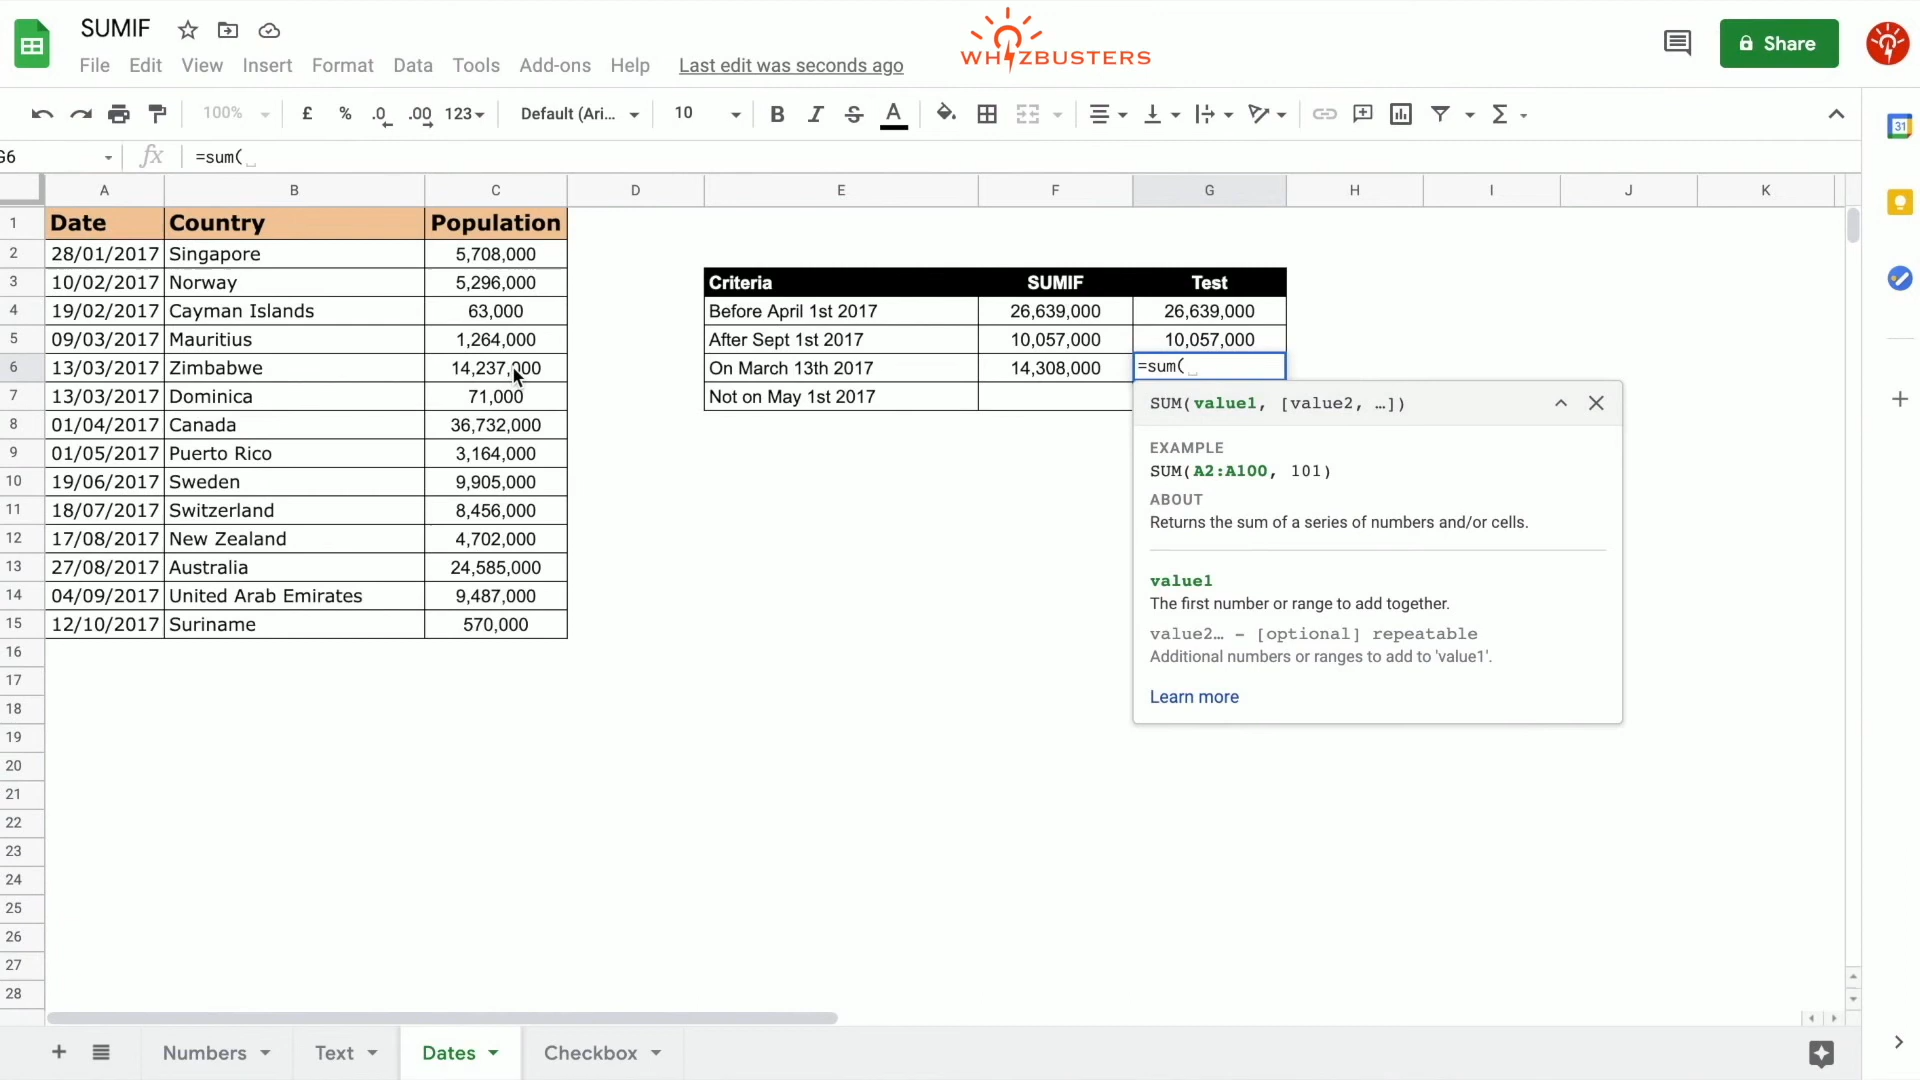 SUMIF
WHIZBUSTERS
Share
File Edit View Insert Format Data Tools Add-ons Help Last edit was seconds ago
100% £ % .0 .00 123 Default (Ari... 10 B I S A
31
G6 fx =sum(
A B C D E F G H I J K
1 Date Country Population
2 28/01/2017 Singapore 5,708,000
3 10/02/2017 Norway 5,296,000 Criteria SUMIF Test
4 19/02/2017 Cayman Islands 63,000 Before April 1st 2017 26,639,000 26,639,000
5 09/03/2017 Mauritius 1,264,000 After Sept 1st 2017 10,057,000 10,057,000
6 13/03/2017 Zimbabwe 14,237,000 On March 13th 2017 14,308,000 =sum(
7 13/03/2017 Dominica 71,000 Not on May 1st 2017
SUM(value1, [value2, …])
8 01/04/2017 Canada 36,732,000
EXAMPLE
9 01/05/2017 Puerto Rico 3,164,000
SUM(A2:A100, 101)
10 19/06/2017 Sweden 9,905,000
ABOUT
11 18/07/2017 Switzerland 8,456,000
Returns the sum of a series of numbers and/or cells.
12 17/08/2017 New Zealand 4,702,000
13 27/08/2017 Australia 24,585,000
value1
14 04/09/2017 United Arab Emirates 9,487,000
The first number or range to add together.
15 12/10/2017 Suriname 570,000
value2… – [optional] repeatable
16
Additional numbers or ranges to add to 'value1'.
17
Learn more
18
19
20
21
22
23
24
25
26
27
28
Numbers Text Dates Checkbox